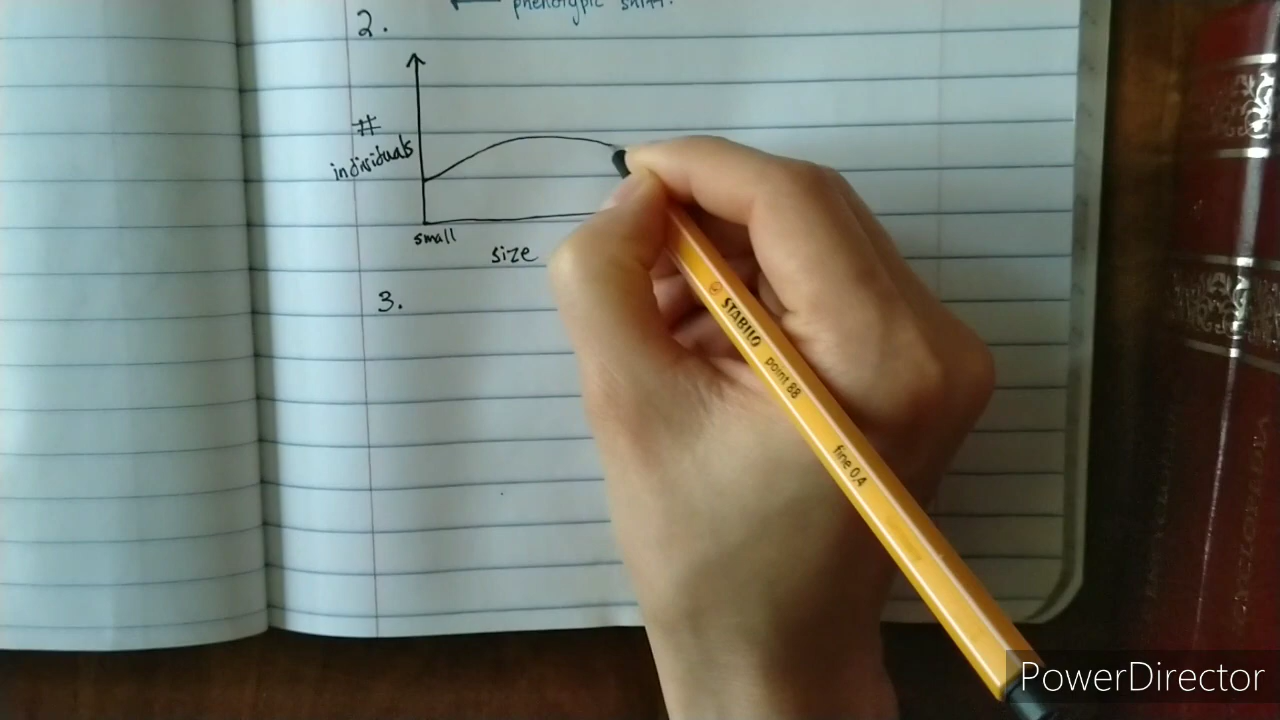 phenotypic shift.
2.
#
individuals
small
size
3.
STABILO point 88 fine 0,4
PowerDirector